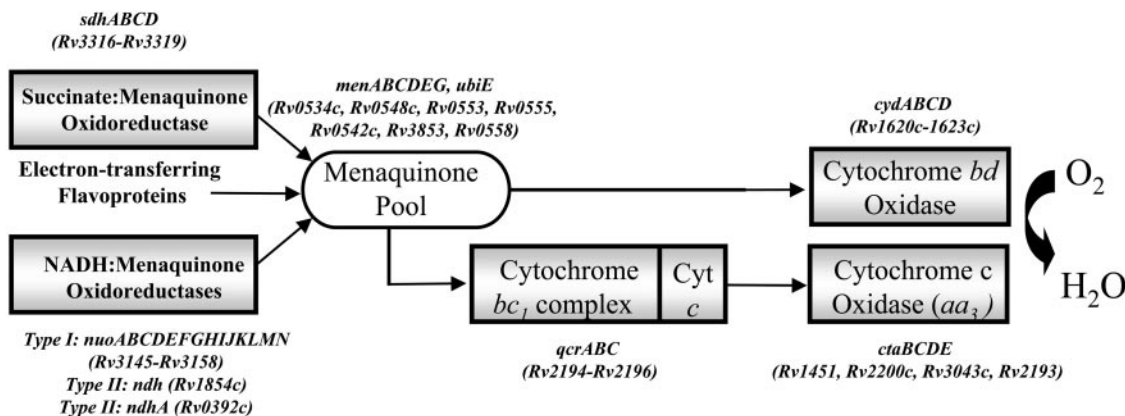 sdhABCD
(Rv3316-Rv3319)
Succinate:Menaquinone
Oxidoreductase
Electron-transferring
Flavoproteins
NADH:Menaquinone
Oxidoreductases
Type I: nuoABCDEFGHIJKLMN
(Rv3145-Rv3158)
Type II: ndh (Rv1854c)
Type II: ndhA (Rv0392c)
menABCDEG, ubiE
(Rv0534c, Rv0548c, Rv0553, Rv0555,
Rv0542c, Rv3853, Rv0558)
Menaquinone
Pool
Cytochrome
bc1 complex
Cyt
c
qcrABC
(Rv2194-Rv2196)
cydABCD
(Rv1620c-1623c)
Cytochrome bd
Oxidase
Cytochrome c
Oxidase (aa3)
ctaBCDE
(Rv1451, Rv2200c, Rv3043c, Rv2193)
O2
H2O